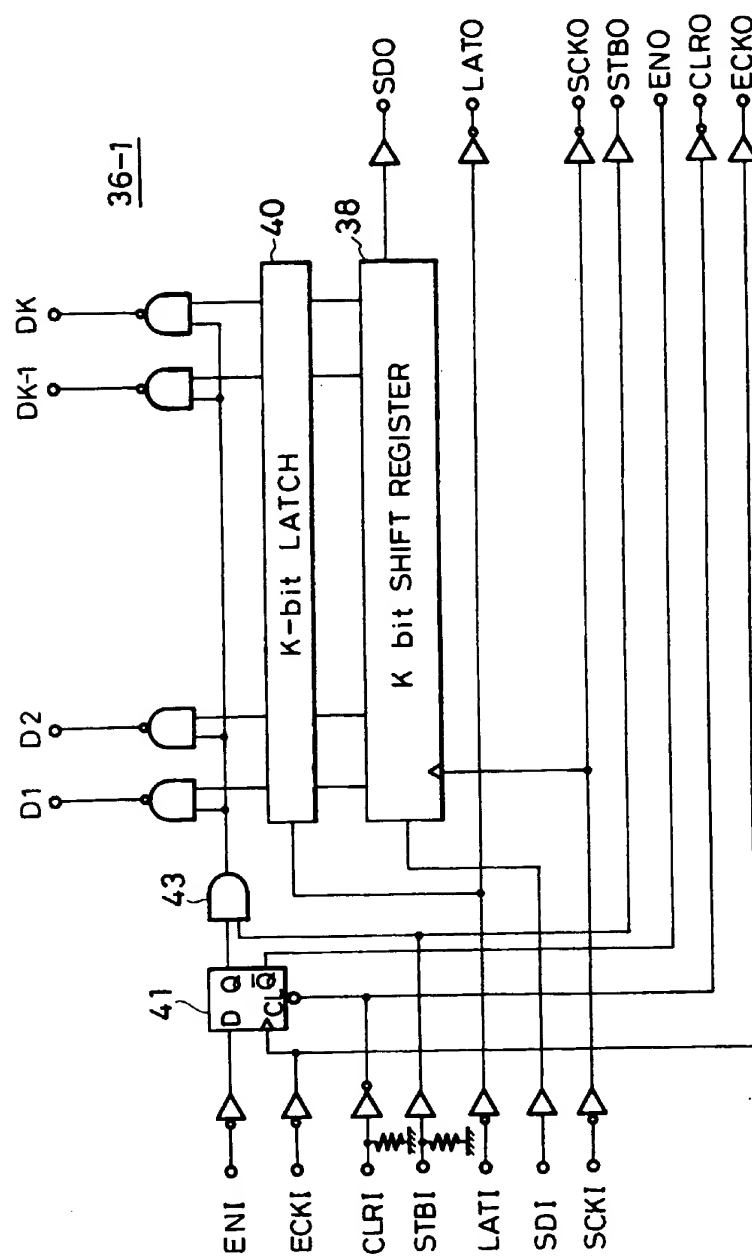 36-1
ENI
ECKI
CLRI
STBI
LATI
SDI
SCKI
41
D
Q
Q̅
CL
43
D1
D2
DK-1
DK
40
K-bit LATCH
38
K bit SHIFT REGISTER
SDO
LATO
SCKO
STBO
ENO
CLRO
ECKO